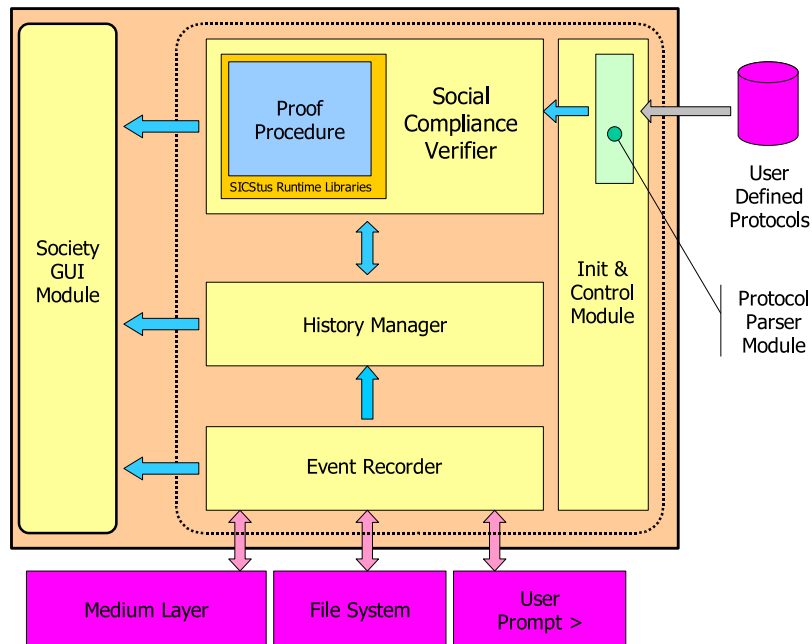 Proof
Procedure
SICStus Runtime Libraries
Social
Compliance
Verifier
User
Defined
Protocols
Society
GUI
Module
Init &
Control
Module
History Manager
Protocol
Parser
Module
Event Recorder
Medium Layer
File System
User
Prompt >